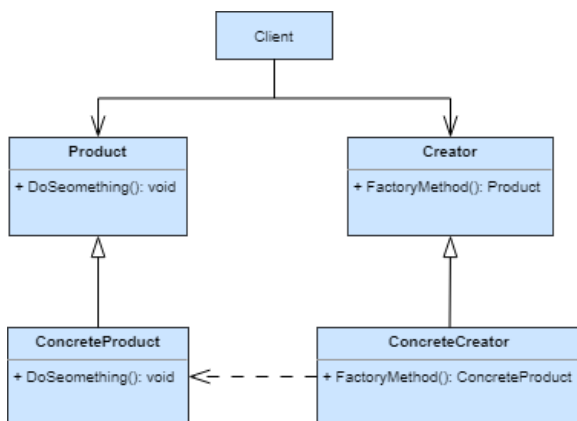 Client
Product
+ DoSeomething(): void
Creator
+ FactoryMethod(): Product
ConcreteProduct
+ DoSeomething(): void
ConcreteCreator
+ FactoryMethod(): ConcreteProduct